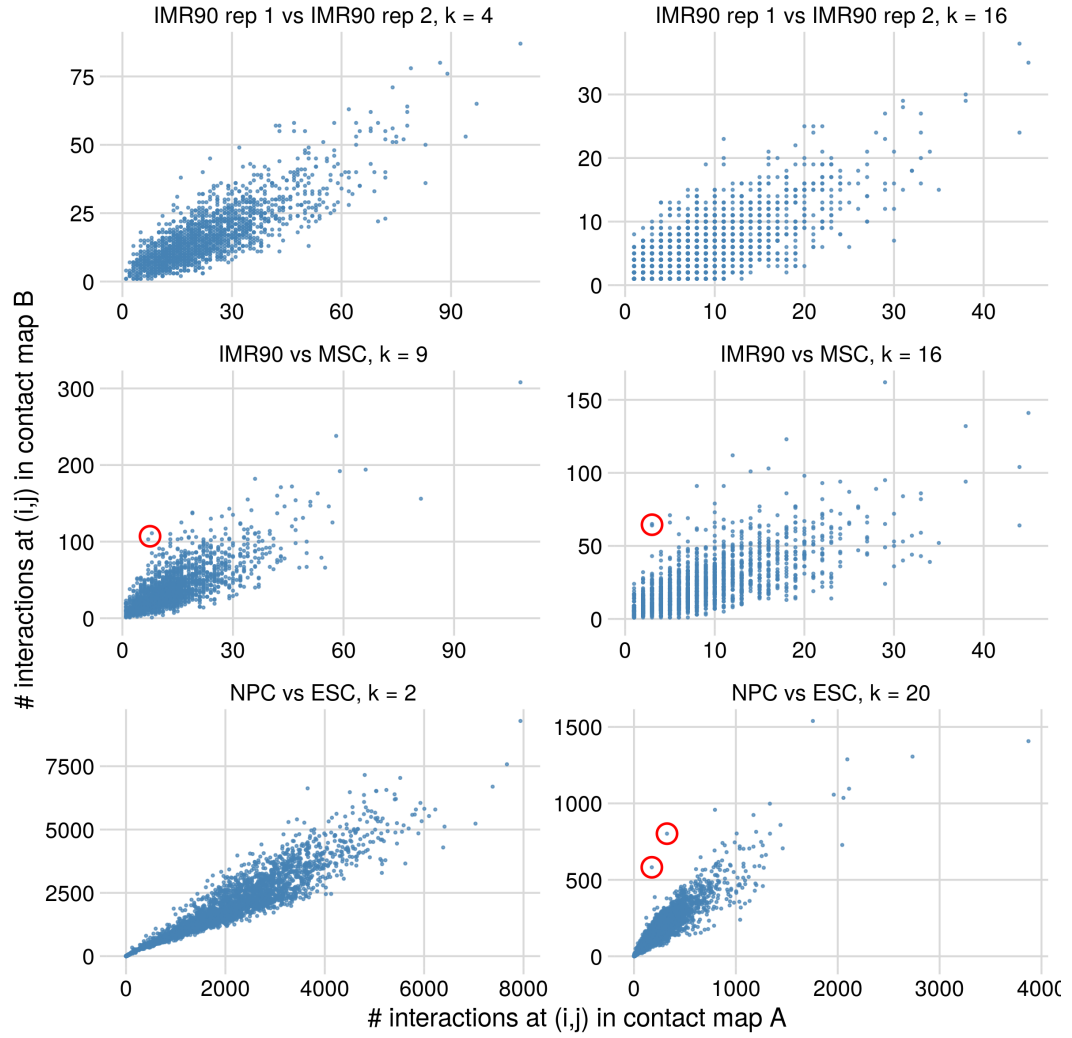 IMR90 rep 1 vs IMR90 rep 2, k = 4
75
50
25
0
0 30 60 90
IMR90 rep 1 vs IMR90 rep 2, k = 16
30
20
10
0
0 10 20 30 40
IMR90 vs MSC, k = 9
300
200
100
0
0 30 60 90
IMR90 vs MSC, k = 16
150
100
50
0
0 10 20 30 40
NPC vs ESC, k = 2
7500
5000
2500
0
0 2000 4000 6000 8000
NPC vs ESC, k = 20
1500
1000
500
0
0 1000 2000 3000 400
# interactions at (i,j) in contact map B
# interactions at (i,j) in contact map A